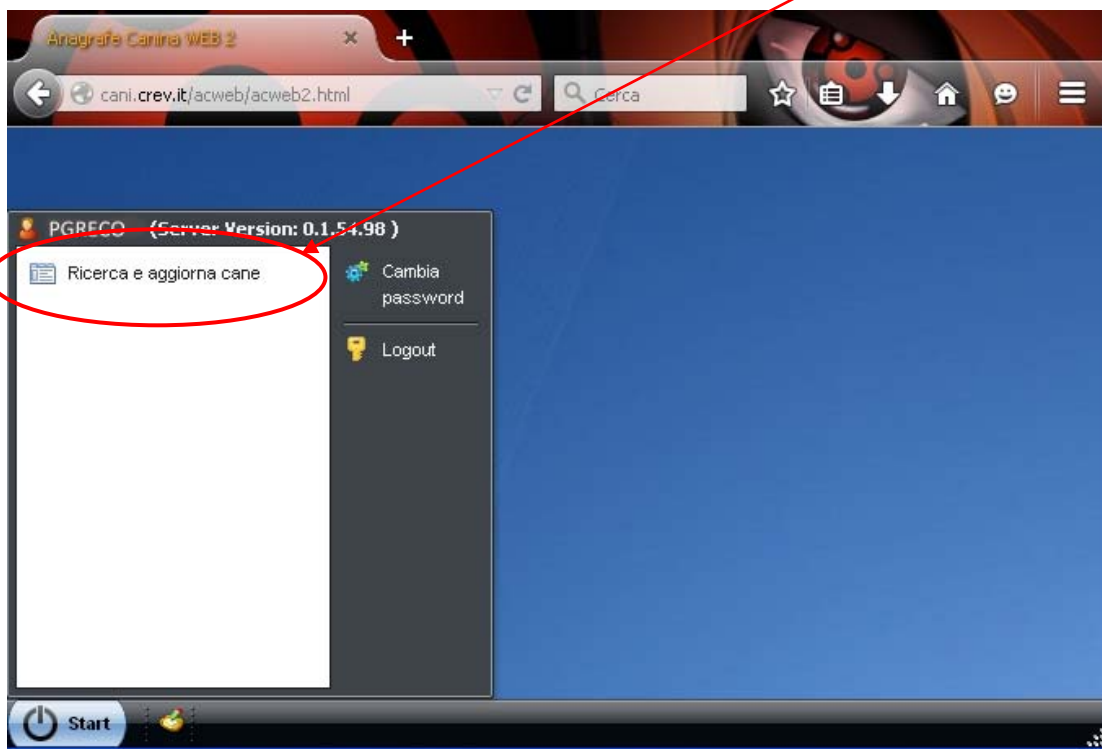 Anagrafe Canina WEB 2
cani.crev.it/acweb/acweb2.html
Cerca
PGRECO (Server Version: 0.1.54.98 )
Ricerca e aggiorna cane
Cambia
password
Logout
Start